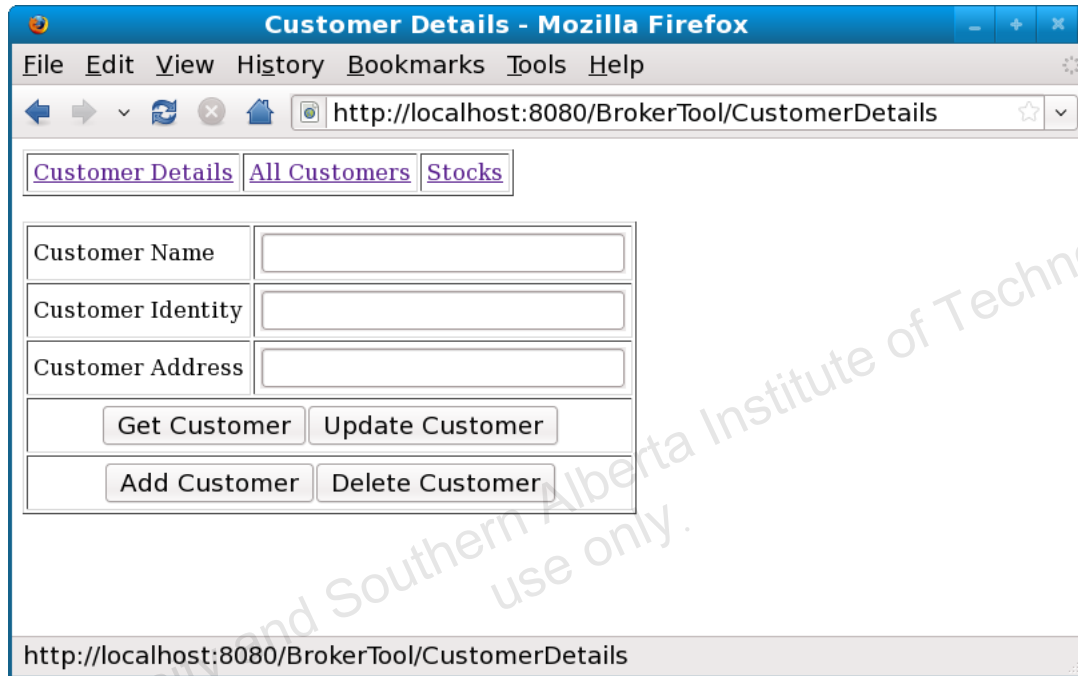 Customer Details - Mozilla Firefox
File Edit View History Bookmarks Tools Help
http://localhost:8080/BrokerTool/CustomerDetails
Customer Details All Customers Stocks
Customer Name
Customer Identity
Customer Address
Get Customer Update Customer
Add Customer Delete Customer
and Southern Alberta Institute of
use only.
http://localhost:8080/BrokerTool/CustomerDetails